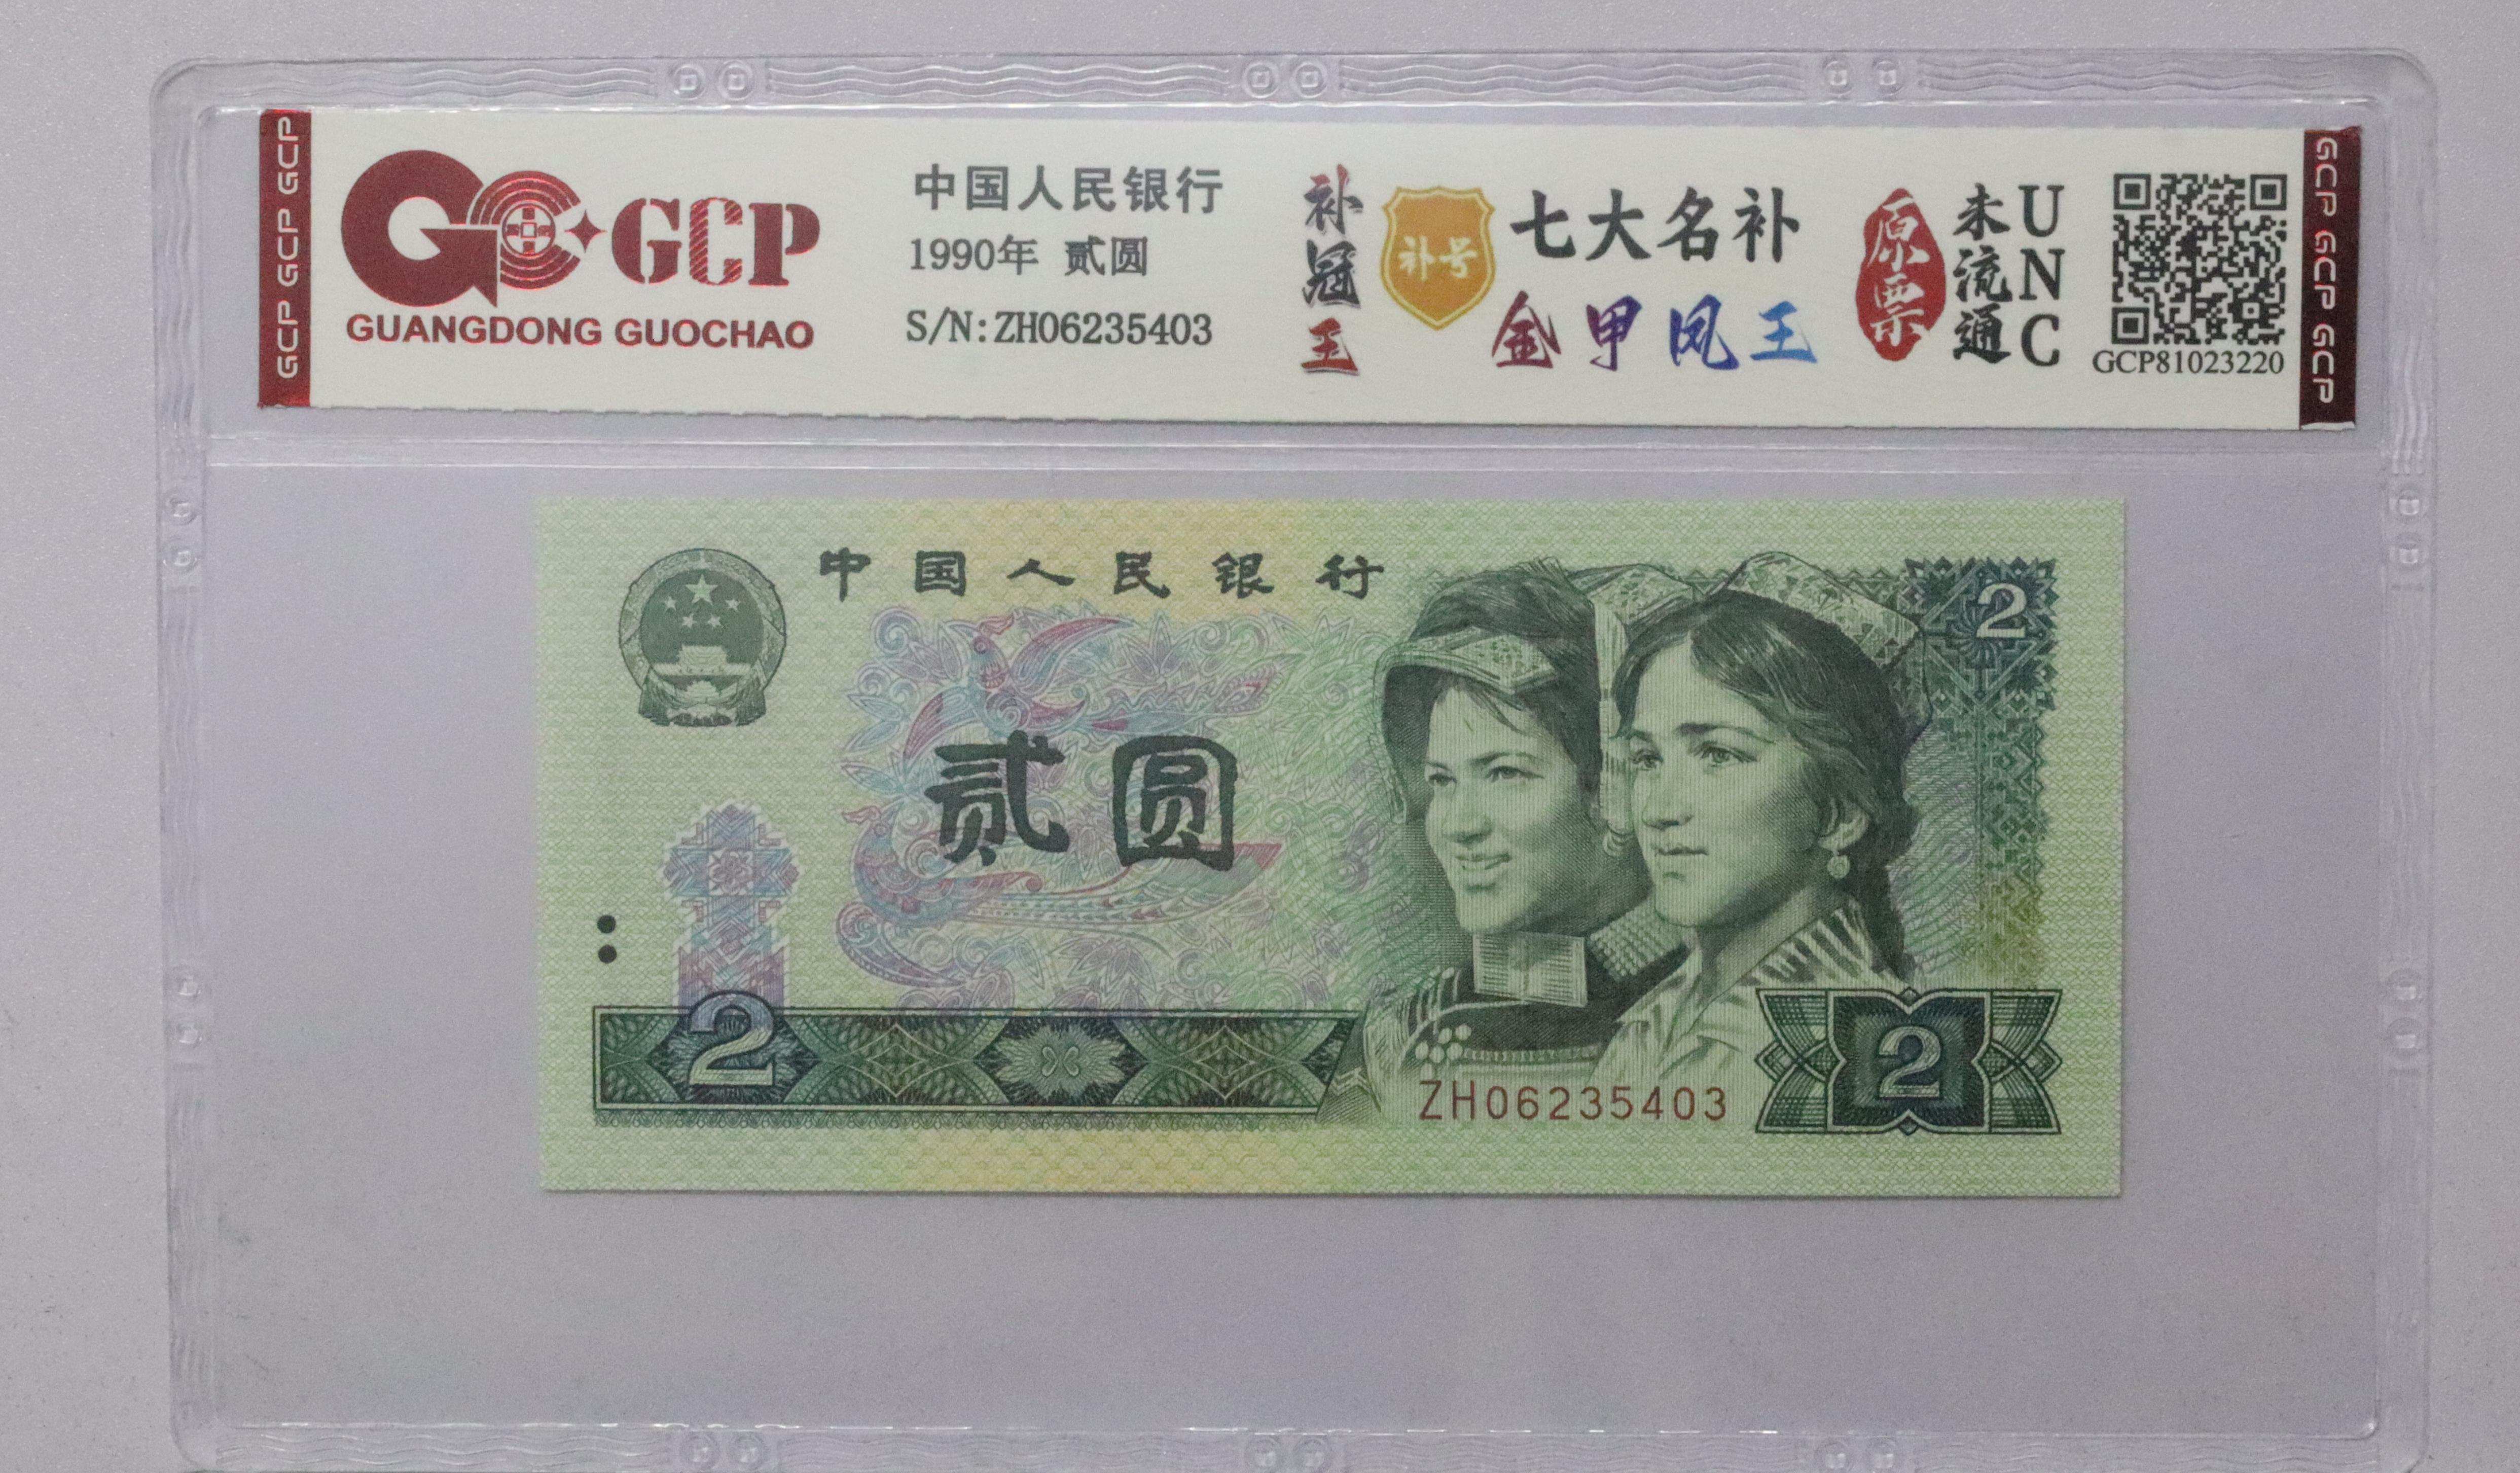 GCP GCP GCP
GCP
GUANGDONG GUOCHAO
中国人民银行
1990年 贰圆
S/N:ZH06235403
补冠王
补号
七大名补
金甲凤王
原票
未流通
UNC
GCP81023220
GCP GCP GCP
中国人民银行
2
贰圆
2
ZH06235403
2